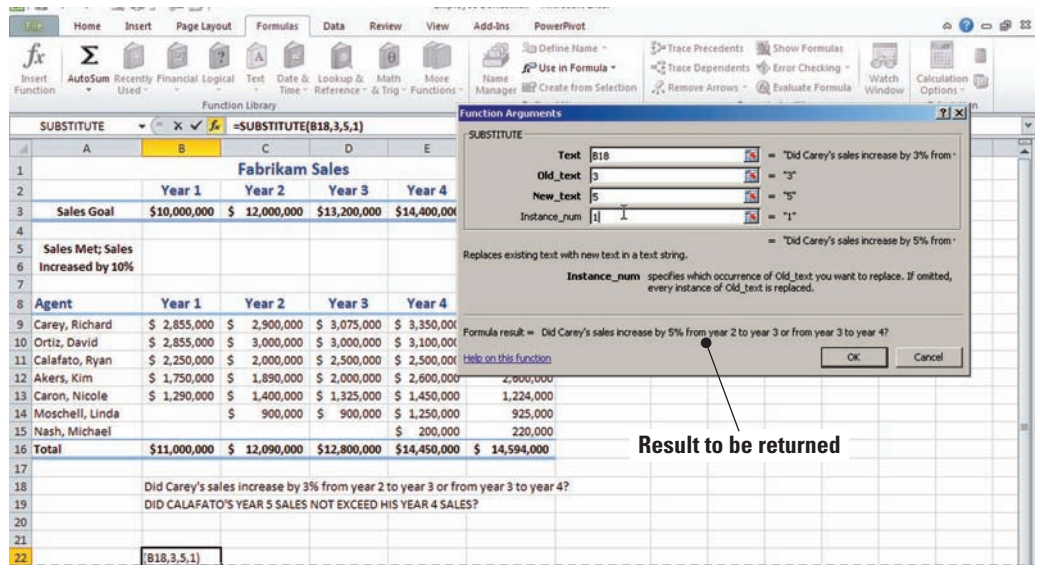 File Home Insert Page Layout Formulas Data Review View Add-Ins PowerPivot
Insert Function
AutoSum
Recently Used
Financial
Logical
Text
Date & Time
Lookup & Reference
Math & Trig
More Functions
Function Library
Name Manager
Define Name
Use in Formula
Create from Selection
Trace Precedents
Trace Dependents
Remove Arrows
Show Formulas
Error Checking
Evaluate Formula
Watch Window
Calculation Options
SUBSTITUTE fx =SUBSTITUTE(B18,3,5,1)
A B C D E
1 Fabrikam Sales
2 Year 1 Year 2 Year 3 Year 4
3 Sales Goal $10,000,000 $ 12,000,000 $13,200,000 $14,400,000
4
5 Sales Met; Sales
6 Increased by 10%
7
8 Agent Year 1 Year 2 Year 3 Year 4
9 Carey, Richard $ 2,855,000 $ 2,900,000 $ 3,075,000 $ 3,350,000
10 Ortiz, David $ 2,855,000 $ 3,000,000 $ 3,000,000 $ 3,100,000
11 Calafato, Ryan $ 2,250,000 $ 2,000,000 $ 2,500,000 $ 2,500,000
12 Akers, Kim $ 1,750,000 $ 1,890,000 $ 2,000,000 $ 2,600,000 2,600,000
13 Caron, Nicole $ 1,290,000 $ 1,400,000 $ 1,325,000 $ 1,450,000 1,224,000
14 Moschell, Linda $ 900,000 $ 900,000 $ 1,250,000 925,000
15 Nash, Michael $ 200,000 220,000
16 Total $11,000,000 $ 12,090,000 $12,800,000 $14,450,000 $ 14,594,000
17
18 Did Carey's sales increase by 3% from year 2 to year 3 or from year 3 to year 4?
19 DID CALAFATO'S YEAR 5 SALES NOT EXCEED HIS YEAR 4 SALES?
20
21
22 (B18,3,5,1)
Function Arguments
SUBSTITUTE
Text B18 = "Did Carey's sales increase by 3% from
Old_text 3 = "3"
New_text 5 = "5"
Instance_num 1 = "1"
= "Did Carey's sales increase by 5% from
Replaces existing text with new text in a text string.
Instance_num specifies which occurrence of Old_text you want to replace. If omitted,
every instance of Old_text is replaced.
Formula result = Did Carey's sales increase by 5% from year 2 to year 3 or from year 3 to year 4?
Help on this function OK Cancel
Result to be returned